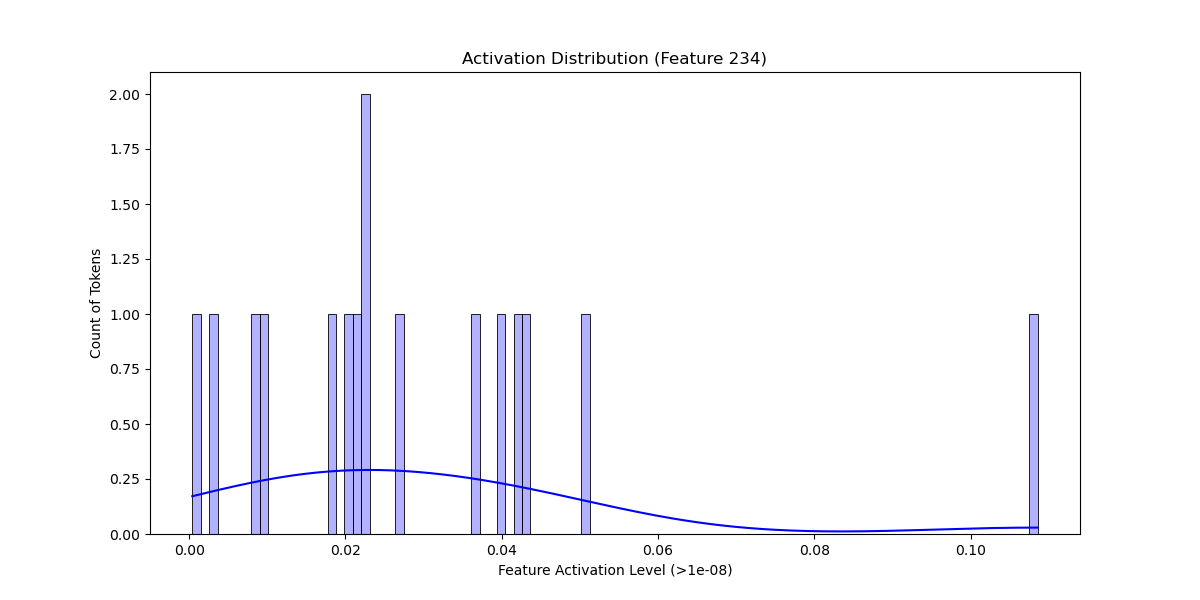 Activation Distribution (Feature 234)
2.00
1.75
1.50
1.25
1.00
0.75
0.50
0.25
0.00
Count of Tokens
0.00 0.02 0.04 0.06 0.08 0.10
Feature Activation Level (>1e-08)